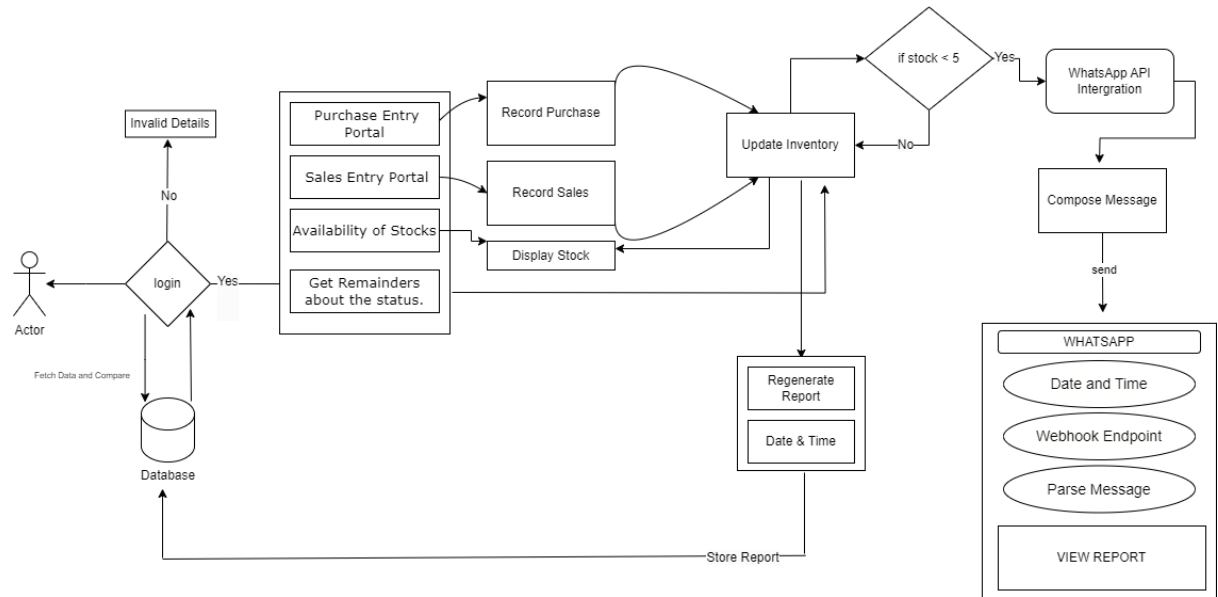 if stock < 5
Yes
WhatsApp API
Intergration
Purchase Entry
Portal
Record Purchase
Invalid Details
Update Inventory
No
Sales Entry Portal
Record Sales
No
Compose Message
Availability of Stocks
Display Stock
login
Yes
Get Remainders
about the status.
send
Actor
WHATSAPP
Fetch Data and Compare
Regenerate
Report
Date and Time
Date & Time
Webhook Endpoint
Database
Parse Message
Store Report
VIEW REPORT